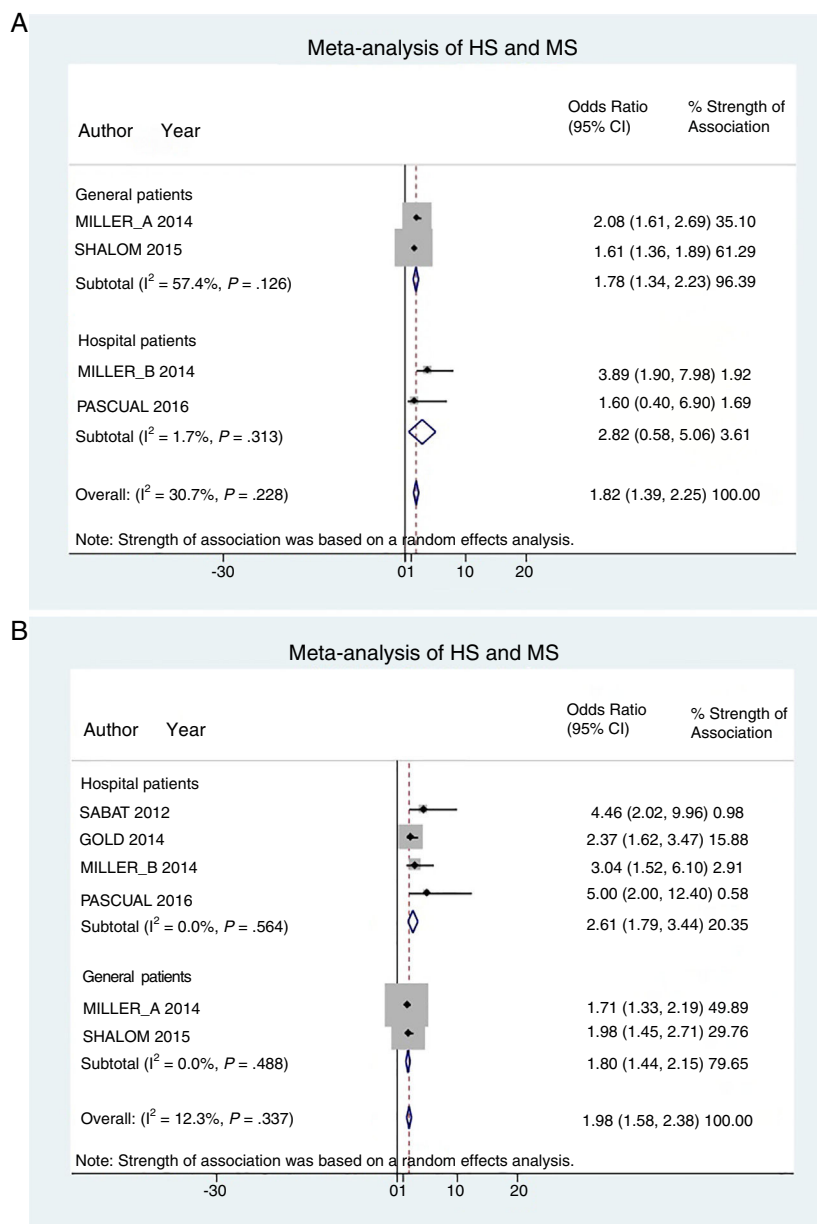 A
Meta-analysis of HS and MS
Author Year Odds Ratio (95% CI) % Strength of Association
General patients
MILLER_A 2014 2.08 (1.61, 2.69) 35.10
SHALOM 2015 1.61 (1.36, 1.89) 61.29
Subtotal (I² = 57.4%, P = .126) 1.78 (1.34, 2.23) 96.39
Hospital patients
MILLER_B 2014 3.89 (1.90, 7.98) 1.92
PASCUAL 2016 1.60 (0.40, 6.90) 1.69
Subtotal (I² = 1.7%, P = .313) 2.82 (0.58, 5.06) 3.61
Overall: (I² = 30.7%, P = .228) 1.82 (1.39, 2.25) 100.00
Note: Strength of association was based on a random effects analysis.
-30 01 10 20
B
Meta-analysis of HS and MS
Author Year Odds Ratio (95% CI) % Strength of Association
Hospital patients
SABAT 2012 4.46 (2.02, 9.96) 0.98
GOLD 2014 2.37 (1.62, 3.47) 15.88
MILLER_B 2014 3.04 (1.52, 6.10) 2.91
PASCUAL 2016 5.00 (2.00, 12.40) 0.58
Subtotal (I² = 0.0%, P = .564) 2.61 (1.79, 3.44) 20.35
General patients
MILLER_A 2014 1.71 (1.33, 2.19) 49.89
SHALOM 2015 1.98 (1.45, 2.71) 29.76
Subtotal (I² = 0.0%, P = .488) 1.80 (1.44, 2.15) 79.65
Overall: (I² = 12.3%, P = .337) 1.98 (1.58, 2.38) 100.00
Note: Strength of association was based on a random effects analysis.
-30 01 10 20